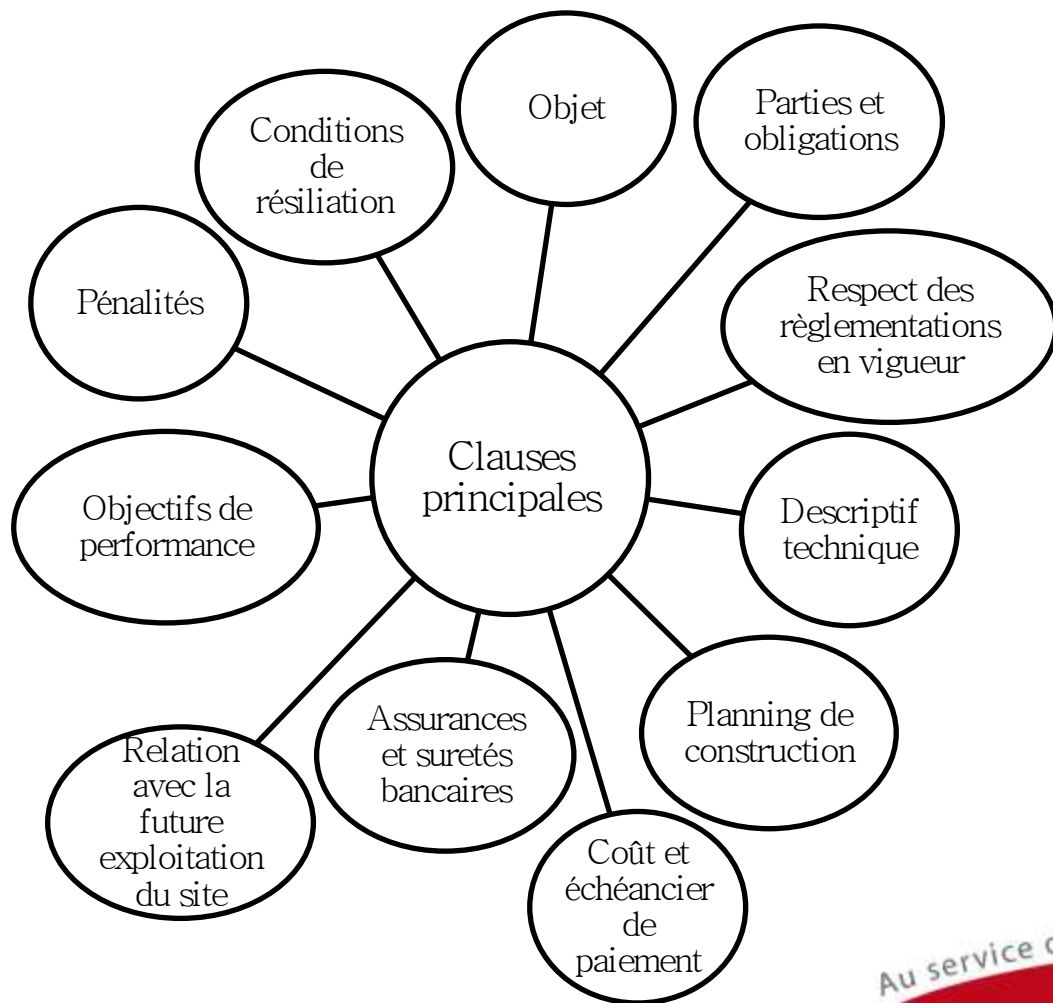 Objet
Parties et
obligations
Respect des
règlementations
en vigueur
Descriptif
technique
Planning de
construction
Coût et
échéancier
de
paiement
Assurances
et suretés
bancaires
Relation
avec la
future
exploitation
du site
Objectifs de
performance
Pénalités
Conditions
de
résiliation
Clauses
principales
Au service